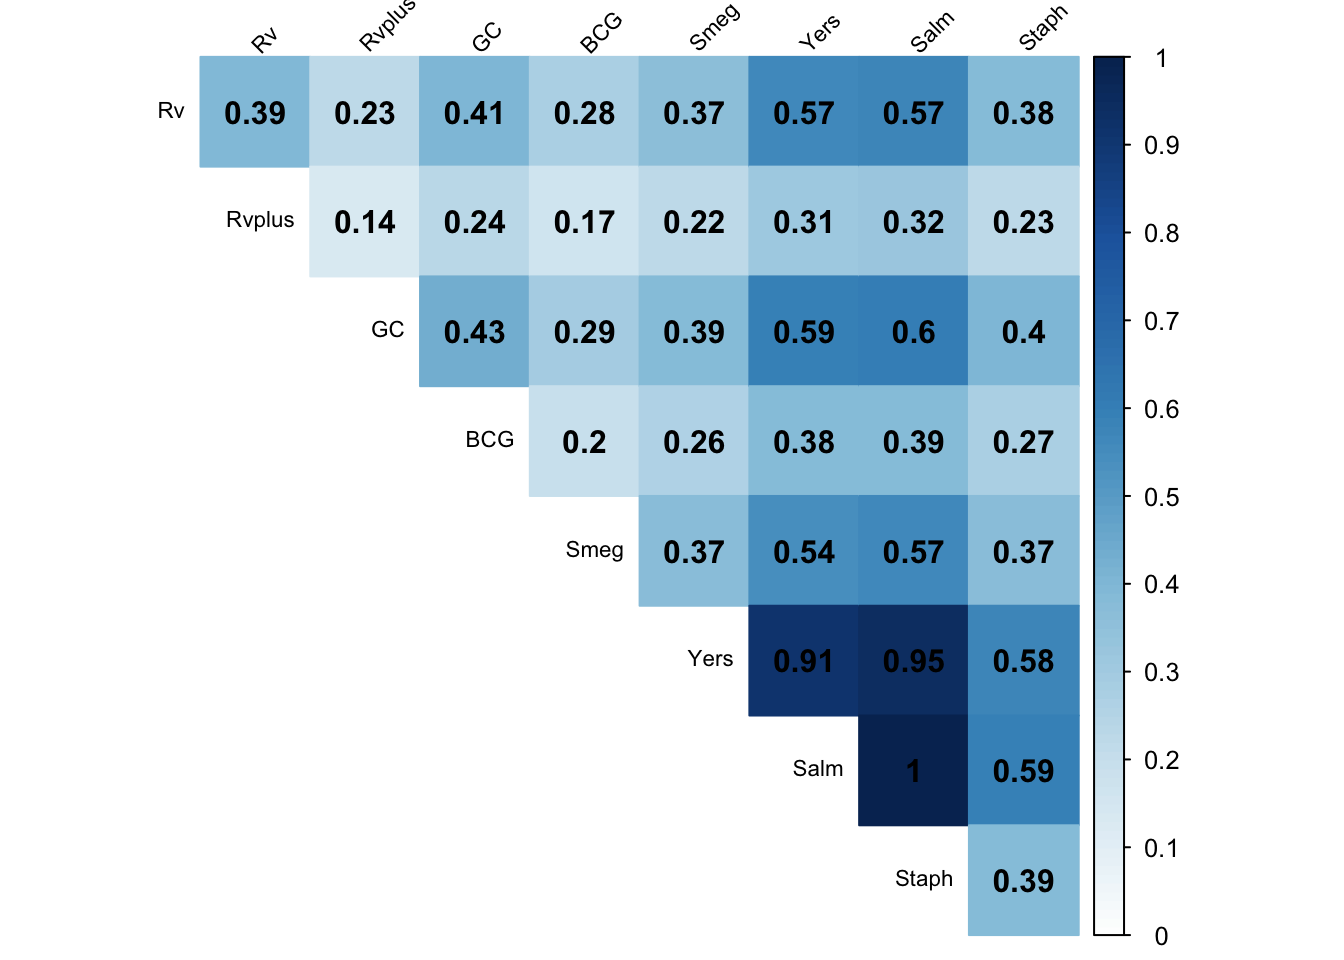 Rv Rvplus GC BCG Smeg Yers Salm Staph
Rv 0.39 0.23 0.41 0.28 0.37 0.57 0.57 0.38
Rvplus 0.14 0.24 0.17 0.22 0.31 0.32 0.23
GC 0.43 0.29 0.39 0.59 0.6 0.4
BCG 0.2 0.26 0.38 0.39 0.27
Smeg 0.37 0.54 0.57 0.37
Yers 0.91 0.95 0.58
Salm 1 0.59
Staph 0.39
1
0.9
0.8
0.7
0.6
0.5
0.4
0.3
0.2
0.1
0